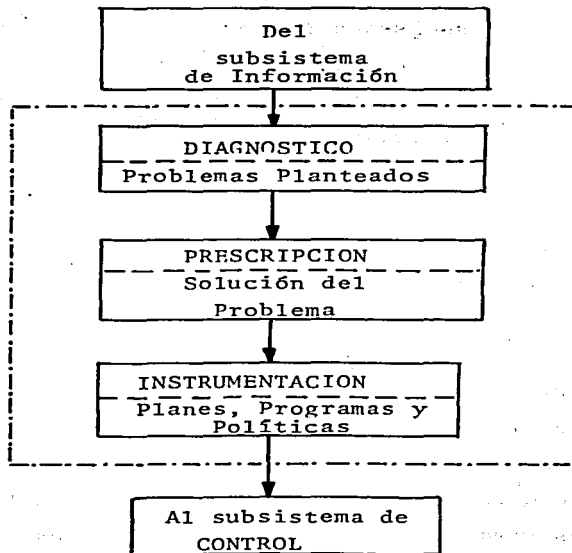 Del
subsistema
de Información
DIAGNOSTICO
Problemas Planteados
PRESCRIPCION
Solución del
Problema
INSTRUMENTACION
Planes, Programas y
Políticas
Al subsistema de
CONTROL